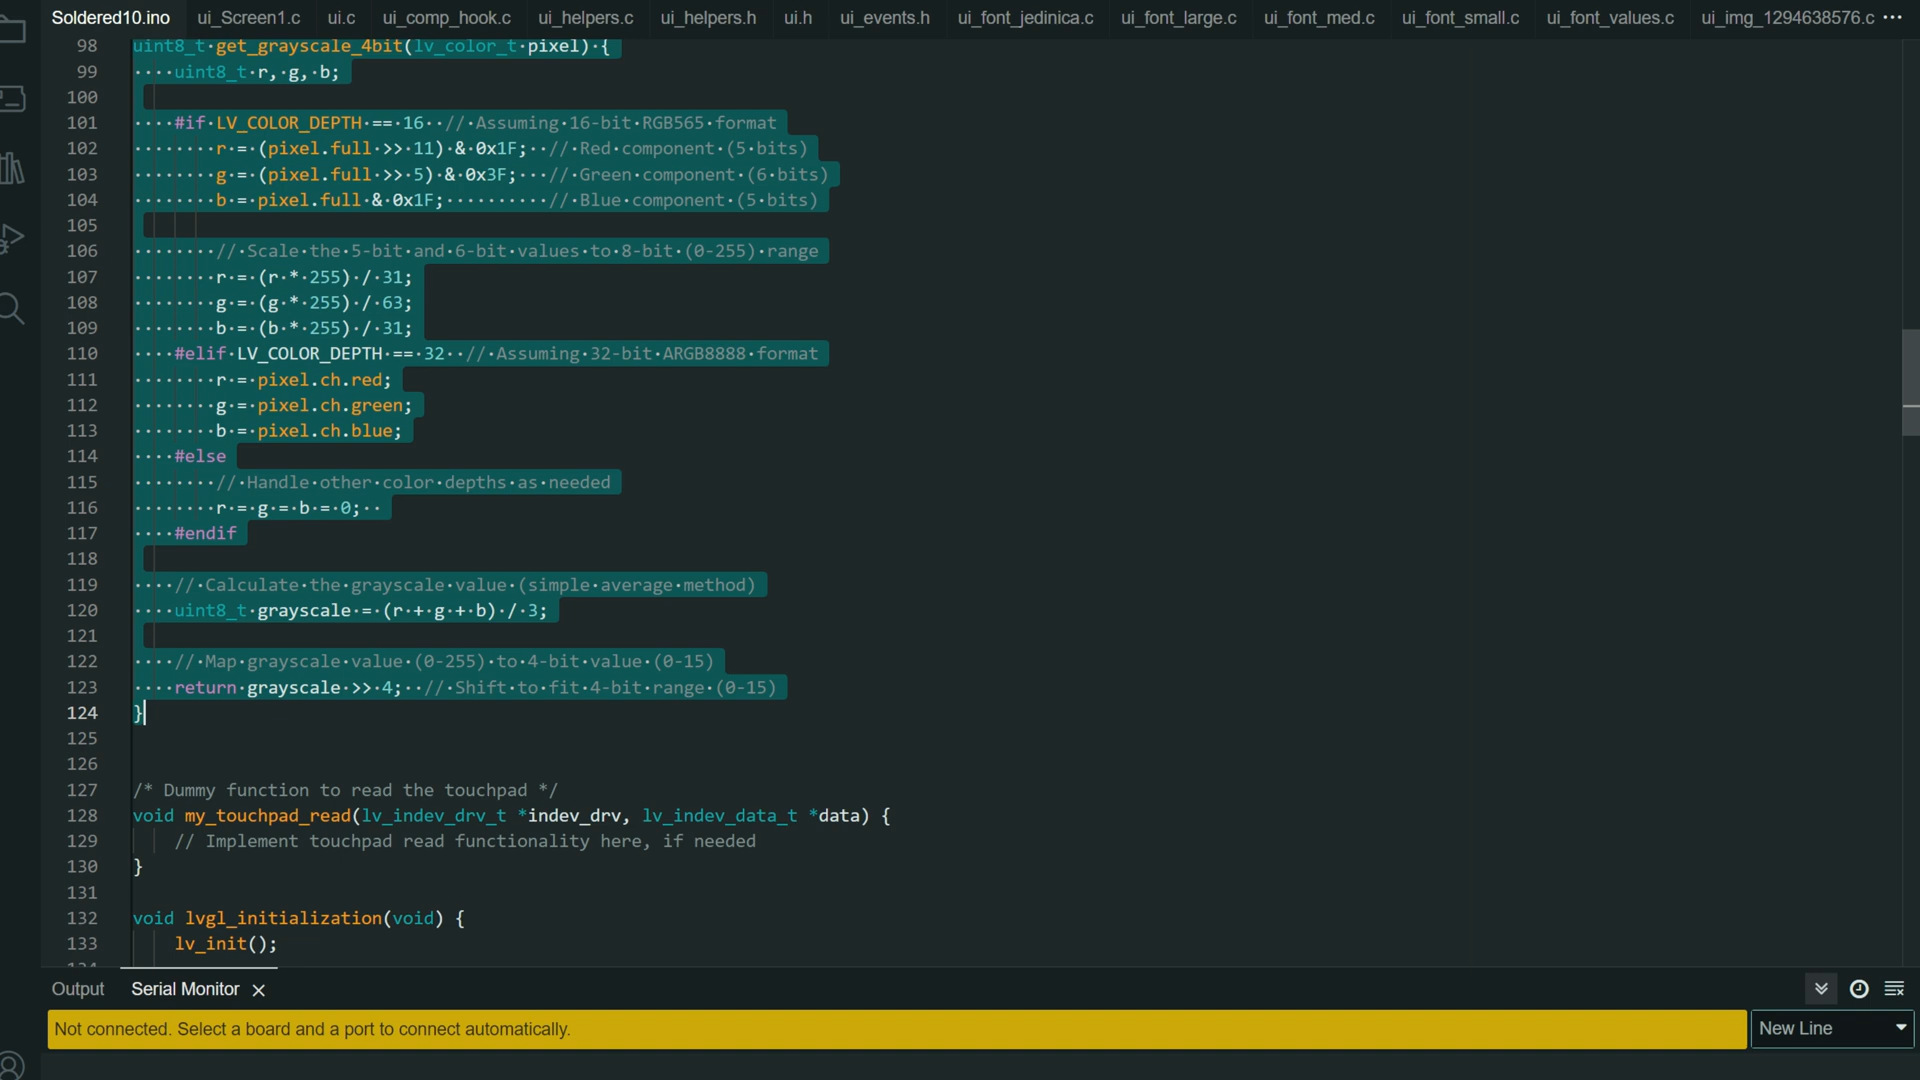 Soldered10.ino ui_Screen1.c ui.c ui_comp_hook.c ui_helpers.c ui_helpers.h ui.h ui_events.h ui_font_jedinica.c ui_font_large.c ui_font_med.c ui_font_small.c ui_font_values.c ui_img_1294638576.c ···
98 uint8_t·get_grayscale_4bit(lv_color_t·pixel)·{
99 ····uint8_t·r,·g,·b;
100
101 ····#if·LV_COLOR_DEPTH·==·16··//·Assuming·16-bit·RGB565·format
102 ········r·=·(pixel.full·>>·11)·&·0x1F;··//·Red·component·(5·bits)
103 ········g·=·(pixel.full·>>·5)·&·0x3F;···//·Green·component·(6·bits)
104 ········b·=·pixel.full·&·0x1F;··········//·Blue·component·(5·bits)
105
106 ········//·Scale·the·5-bit·and·6-bit·values·to·8-bit·(0-255)·range
107 ········r·=·(r·*·255)·/·31;
108 ········g·=·(g·*·255)·/·63;
109 ········b·=·(b·*·255)·/·31;
110 ····#elif·LV_COLOR_DEPTH·==·32··//·Assuming·32-bit·ARGB8888·format
111 ········r·=·pixel.ch.red;
112 ········g·=·pixel.ch.green;
113 ········b·=·pixel.ch.blue;
114 ····#else
115 ········//·Handle·other·color·depths·as·needed
116 ········r·=·g·=·b·=·0;··
117 ····#endif
118
119 ····//·Calculate·the·grayscale·value·(simple·average·method)
120 ····uint8_t·grayscale·=·(r·+·g·+·b)·/·3;
121
122 ····//·Map·grayscale·value·(0-255)·to·4-bit·value·(0-15)
123 ····return·grayscale·>>·4;··//·Shift·to·fit·4-bit·range·(0-15)
124 }
125
126
127 /* Dummy function to read the touchpad */
128 void my_touchpad_read(lv_indev_drv_t *indev_drv, lv_indev_data_t *data) {
129     // Implement touchpad read functionality here, if needed
130 }
131
132 void lvgl_initialization(void) {
133     lv_init();
134
Output Serial Monitor
Not connected. Select a board and a port to connect automatically.
New Line